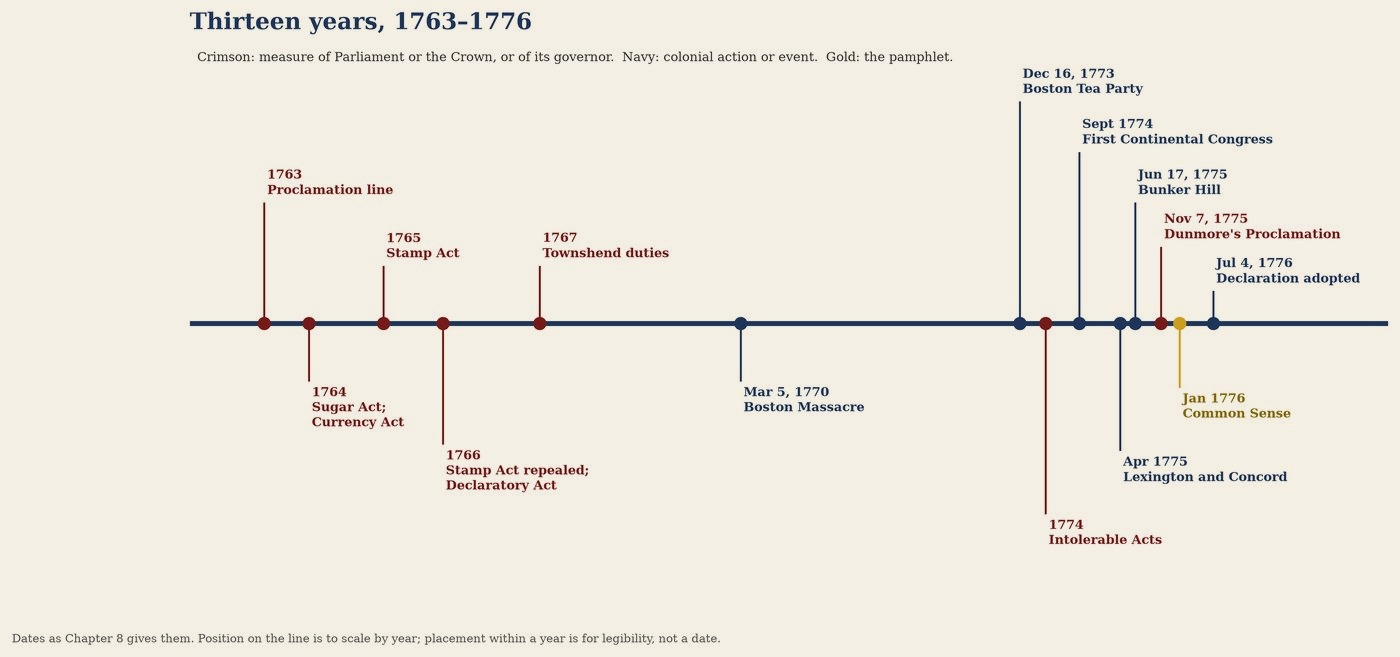 Thirteen years, 1763–1776
Crimson: measure of Parliament or the Crown, or of its governor.  Navy: colonial action or event.  Gold: the pamphlet.
Dec 16, 1773
Boston Tea Party
Sept 1774
First Continental Congress
1763
Proclamation line
Jun 17, 1775
Bunker Hill
Nov 7, 1775
Dunmore's Proclamation
1765
Stamp Act
1767
Townshend duties
Jul 4, 1776
Declaration adopted
1764
Sugar Act;
Currency Act
Mar 5, 1770
Boston Massacre
Jan 1776
Common Sense
1766
Stamp Act repealed;
Declaratory Act
Apr 1775
Lexington and Concord
1774
Intolerable Acts
Dates as Chapter 8 gives them. Position on the line is to scale by year; placement within a year is for legibility, not a date.